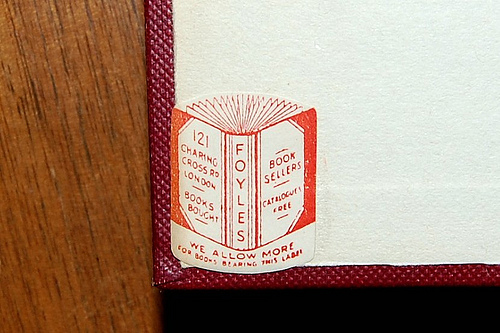 121
CHARING
CROSS RD
LONDON
BOOKS
BOUGHT
FOYLES
BOOK
SELLERS
CATALOGUES
FREE
WE ALLOW MORE
FOR BOOKS BEARING THIS LABEL